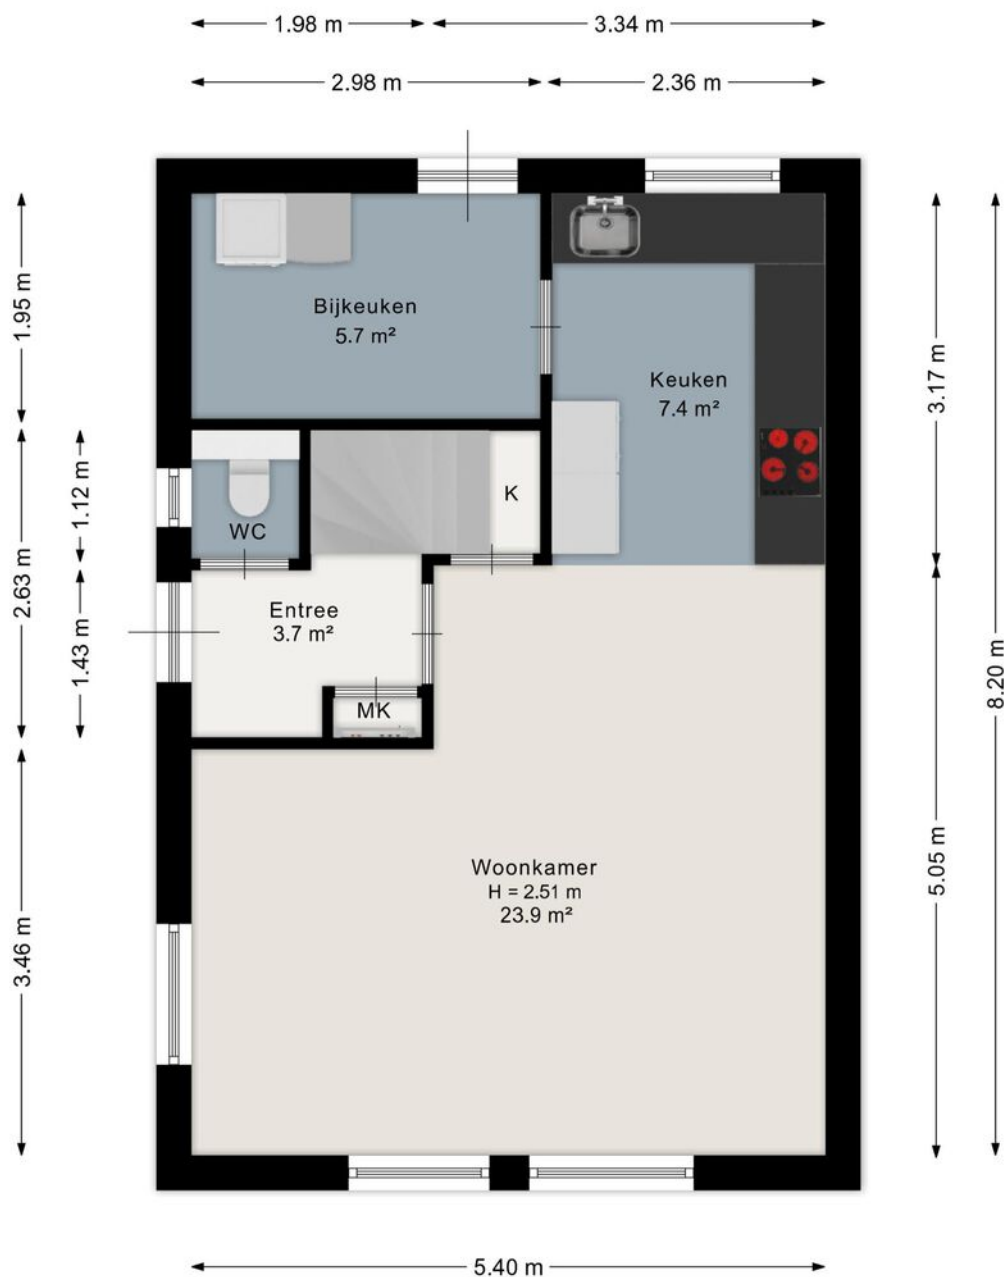 1.98 m
3.34 m
2.98 m
2.36 m
1.95 m
Bijkeuken
5.7 m²
Keuken
7.4 m²
3.17 m
1.12 m
2.63 m
1.43 m
WC
K
Entree
3.7 m²
MK
8.20 m
5.05 m
3.46 m
Woonkamer
H = 2.51 m
23.9 m²
5.40 m